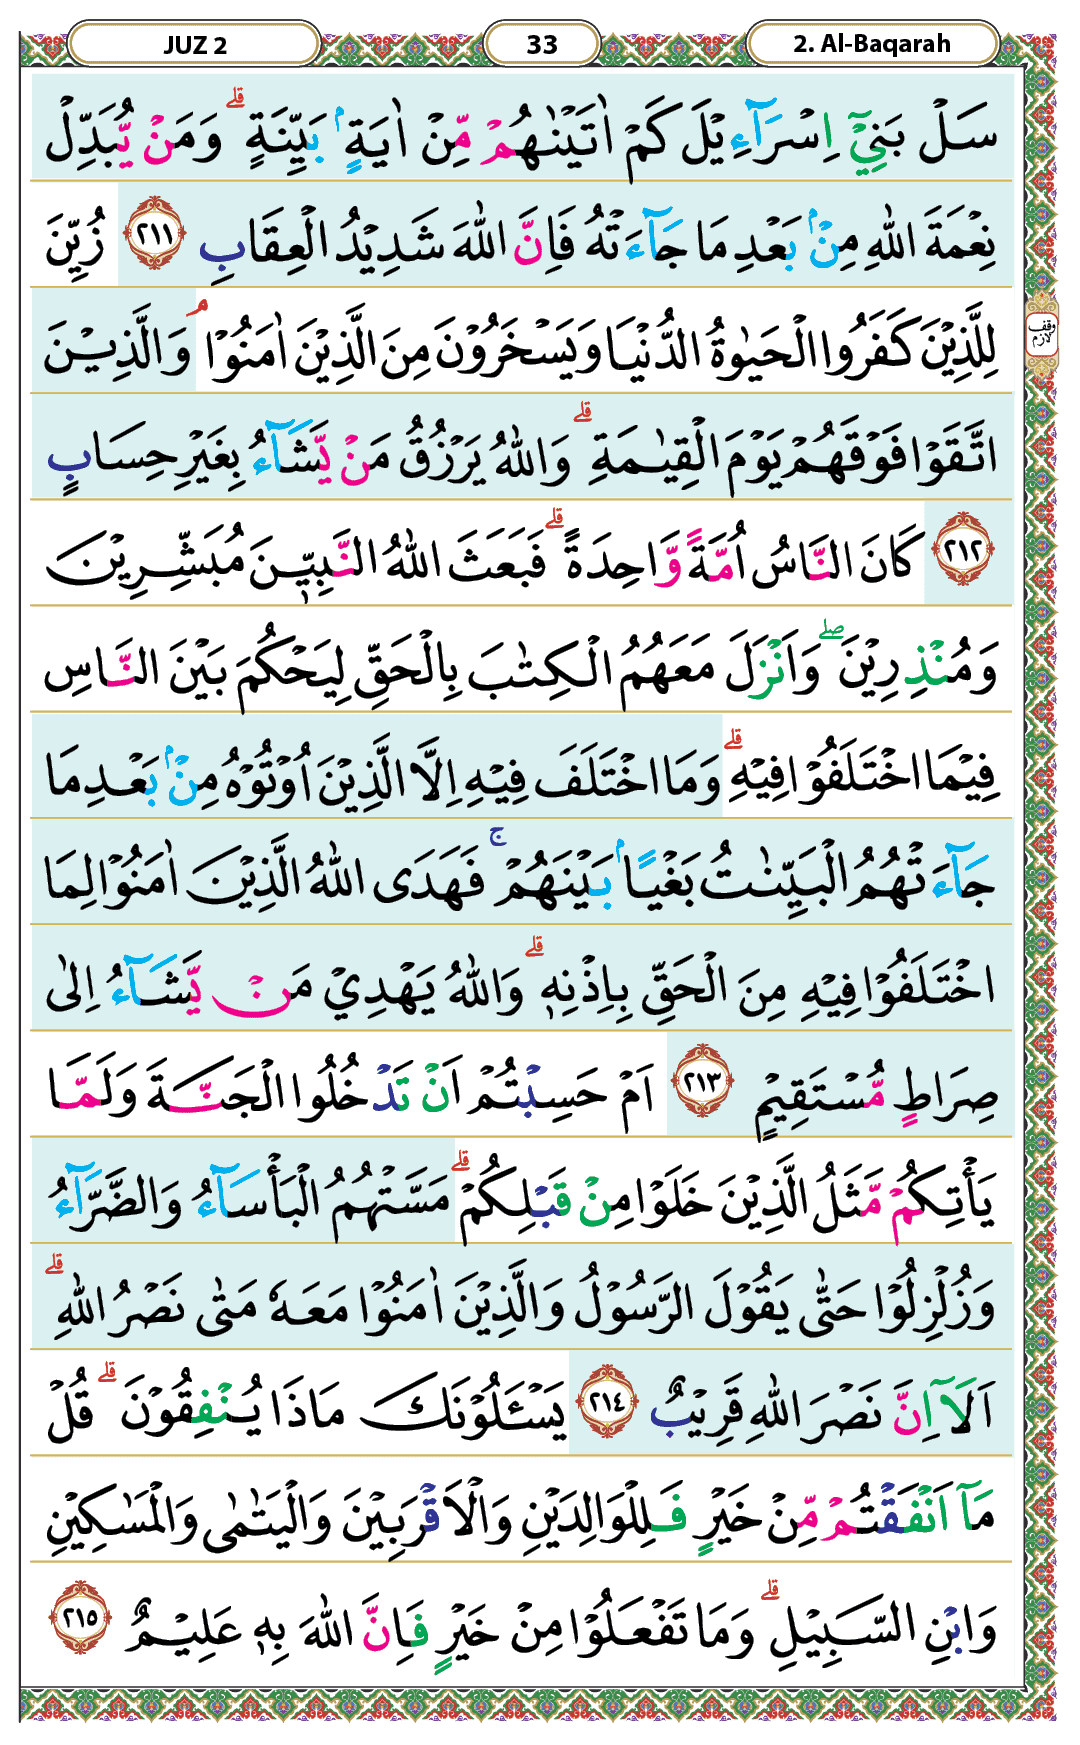 JUZ 2 33 2. Al-Baqarah
سَلْ بَنِيْٓ اِسْرَآءِيْلَ كَمْ اٰتَيْنٰهُمْ مِّنْ اٰيَةٍۢ بَيِّنَةٍ ۗ وَمَنْ يُّبَدِّلْ
نِعْمَةَ اللّٰهِ مِنْۢ بَعْدِ مَا جَآءَتْهُ فَاِنَّ اللّٰهَ شَدِيْدُ الْعِقَابِ ٢١١ زُيِّنَ
لِلَّذِيْنَ كَفَرُوا الْحَيٰوةُ الدُّنْيَا وَيَسْخَرُوْنَ مِنَ الَّذِيْنَ اٰمَنُوْا ۘ وَالَّذِيْنَ
وقف لازم
اتَّقَوْا فَوْقَهُمْ يَوْمَ الْقِيٰمَةِ ۗ وَاللّٰهُ يَرْزُقُ مَنْ يَّشَآءُ بِغَيْرِ حِسَابٍ
٢١٢ كَانَ النَّاسُ اُمَّةً وَّاحِدَةً ۗ فَبَعَثَ اللّٰهُ النَّبِيّٖنَ مُبَشِّرِيْنَ
وَمُنْذِرِيْنَ ۖ وَاَنْزَلَ مَعَهُمُ الْكِتٰبَ بِالْحَقِّ لِيَحْكُمَ بَيْنَ النَّاسِ
فِيْمَا اخْتَلَفُوْا فِيْهِ ۗ وَمَا اخْتَلَفَ فِيْهِ اِلَّا الَّذِيْنَ اُوْتُوْهُ مِنْۢ بَعْدِ مَا
جَآءَتْهُمُ الْبَيِّنٰتُ بَغْيًاۢ بَيْنَهُمْ ۚ فَهَدَى اللّٰهُ الَّذِيْنَ اٰمَنُوْا لِمَا
اخْتَلَفُوْا فِيْهِ مِنَ الْحَقِّ بِاِذْنِهٖ ۗ وَاللّٰهُ يَهْدِيْ مَنْ يَّشَآءُ اِلٰى
صِرَاطٍ مُّسْتَقِيْمٍ ٢١٣ اَمْ حَسِبْتُمْ اَنْ تَدْخُلُوا الْجَنَّةَ وَلَمَّا
يَأْتِكُمْ مَّثَلُ الَّذِيْنَ خَلَوْا مِنْ قَبْلِكُمْ ۗ مَسَّتْهُمُ الْبَأْسَآءُ وَالضَّرَّآءُ
وَزُلْزِلُوْا حَتّٰى يَقُوْلَ الرَّسُوْلُ وَالَّذِيْنَ اٰمَنُوْا مَعَهٗ مَتٰى نَصْرُ اللّٰهِ ۗ
اَلَآ اِنَّ نَصْرَ اللّٰهِ قَرِيْبٌ ٢١٤ يَسْـَٔلُوْنَكَ مَاذَا يُنْفِقُوْنَ ۗ قُلْ
مَآ اَنْفَقْتُمْ مِّنْ خَيْرٍ فَلِلْوَالِدَيْنِ وَالْاَقْرَبِيْنَ وَالْيَتٰمٰى وَالْمَسٰكِيْنِ
وَابْنِ السَّبِيْلِ ۗ وَمَا تَفْعَلُوْا مِنْ خَيْرٍ فَاِنَّ اللّٰهَ بِهٖ عَلِيْمٌ ٢١٥